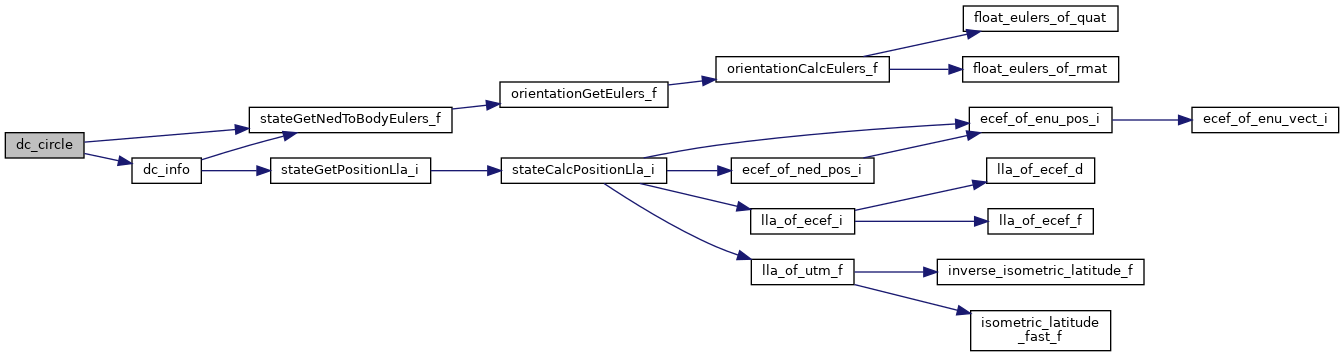 dc_circle
dc_info
stateGetNedToBodyEulers_f
stateGetPositionLla_i
orientationGetEulers_f
stateCalcPositionLla_i
orientationCalcEulers_f
ecef_of_ned_pos_i
lla_of_ecef_i
lla_of_utm_f
float_eulers_of_quat
float_eulers_of_rmat
ecef_of_enu_pos_i
lla_of_ecef_d
lla_of_ecef_f
inverse_isometric_latitude_f
isometric_latitude
_fast_f
ecef_of_enu_vect_i